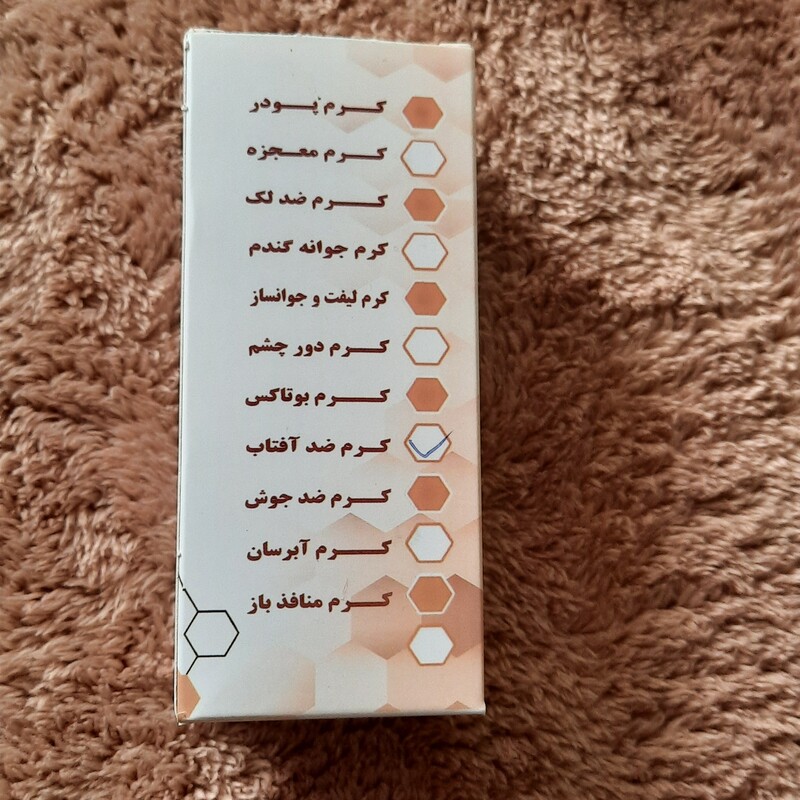 کرم پودر
کرم معجزه
کرم ضد لک
کرم جوانه گندم
کرم لیفت و جوانساز
کرم دور چشم
کرم بوتاکس
کرم ضد آفتاب
کرم ضد جوش
کرم آبرسان
کرم منافذ باز